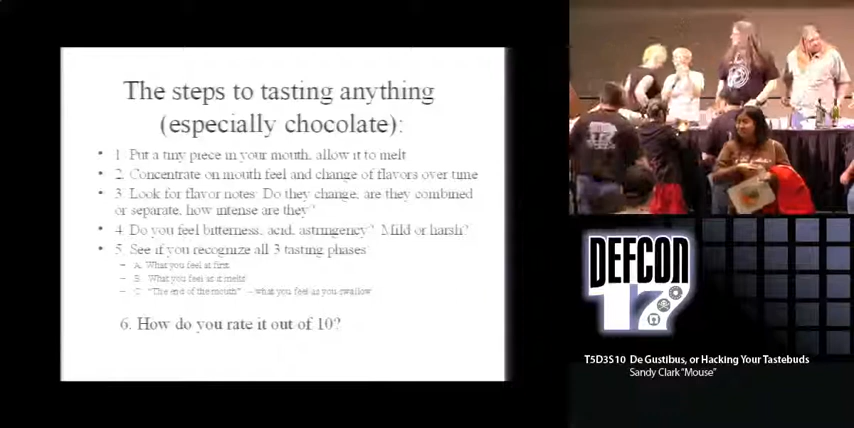 The steps to tasting anything
(especially chocolate):
• 1. Put a tiny piece in your mouth, allow it to melt
• 2. Concentrate on mouth feel and change of flavors over time
• 3. Look for flavor notes. Do they change, are they combined
or separate, how intense are they?
• 4. Do you feel bitterness, acid, astringency? Mild or harsh?
• 5. See if you recognize all 3 tasting phases
– A. What you feel at first
– B. What you feel as it melts
– C. "The end of the mouth" – what you feel as you swallow
6. How do you rate it out of 10?
DEFCON
17
T5D3S10 De Gustibus, or Hacking Your Tastebuds
Sandy Clark "Mouse"